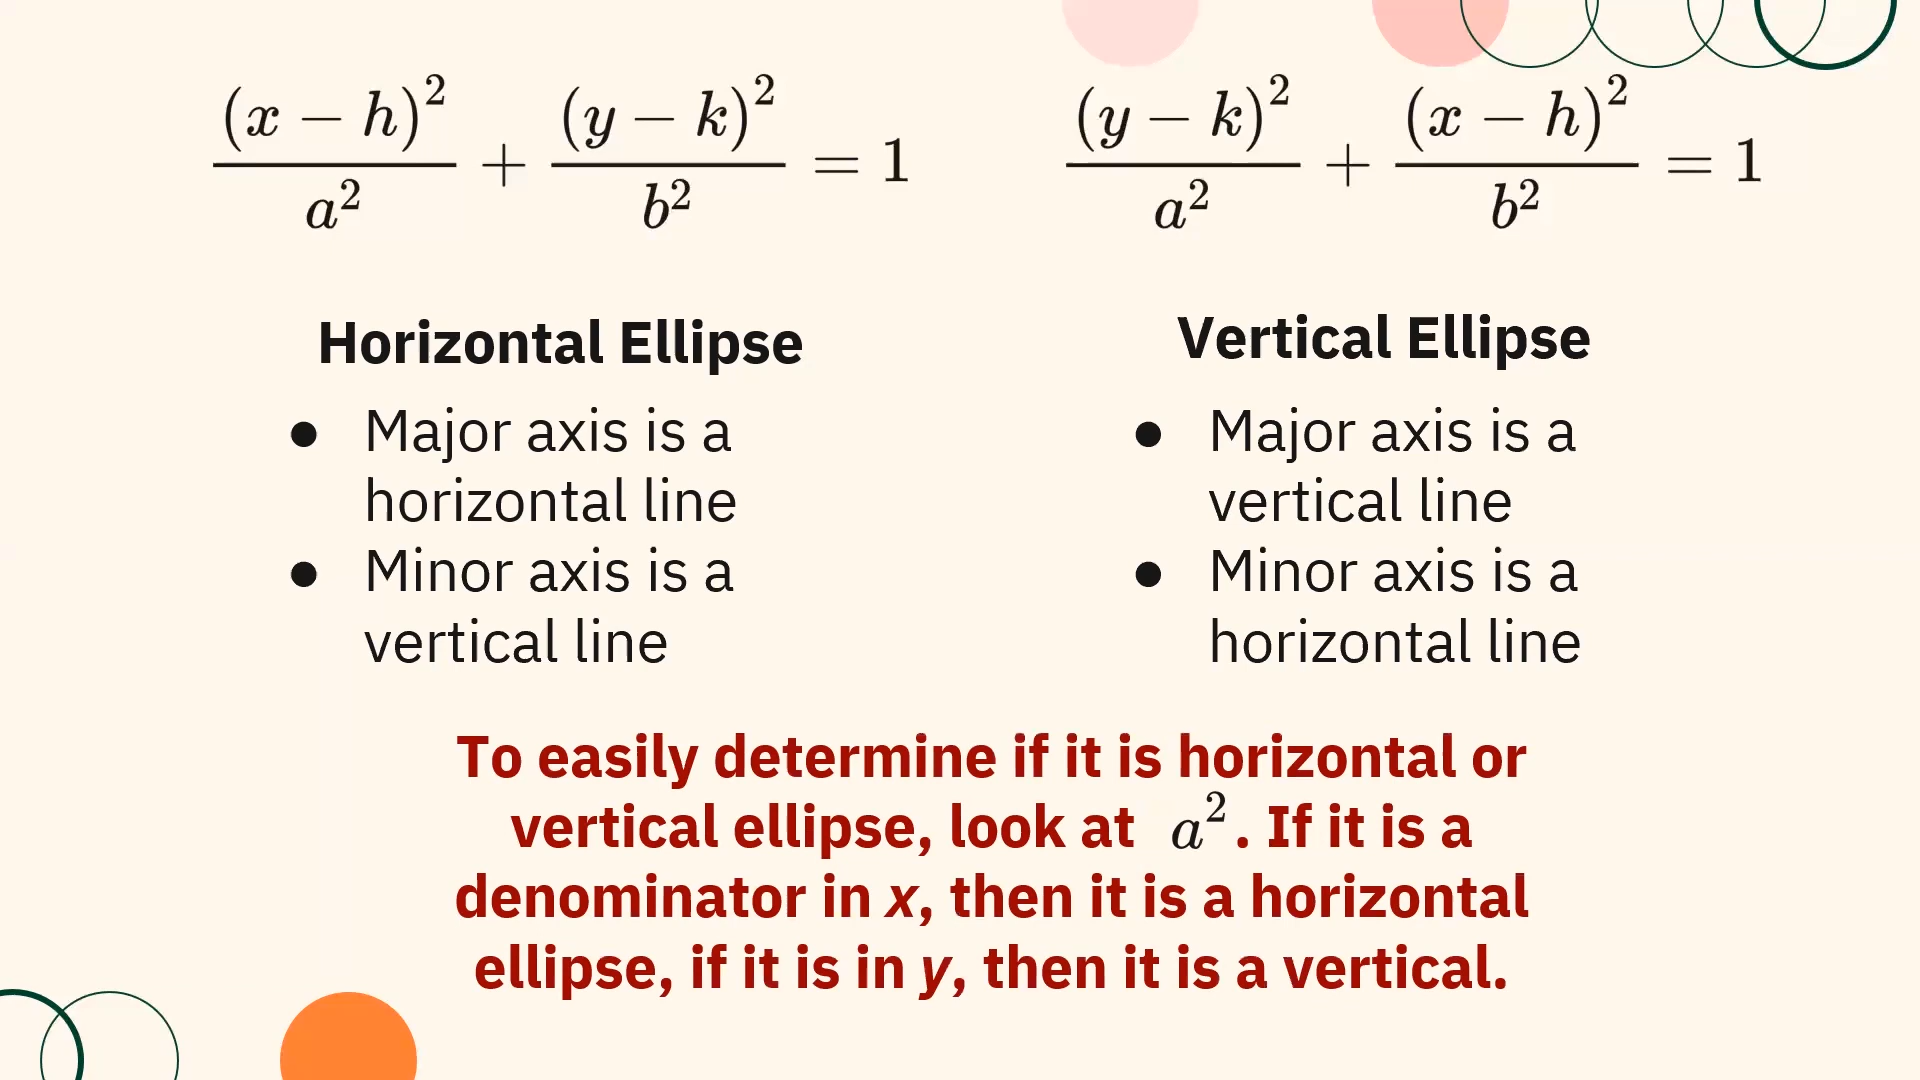 (x − h)²/a² + (y − k)²/b² = 1
(y − k)²/a² + (x − h)²/b² = 1
Horizontal Ellipse
● Major axis is a
horizontal line
● Minor axis is a
vertical line
Vertical Ellipse
● Major axis is a
vertical line
● Minor axis is a
horizontal line
To easily determine if it is horizontal or
vertical ellipse, look at a². If it is a
denominator in x, then it is a horizontal
ellipse, if it is in y, then it is a vertical.